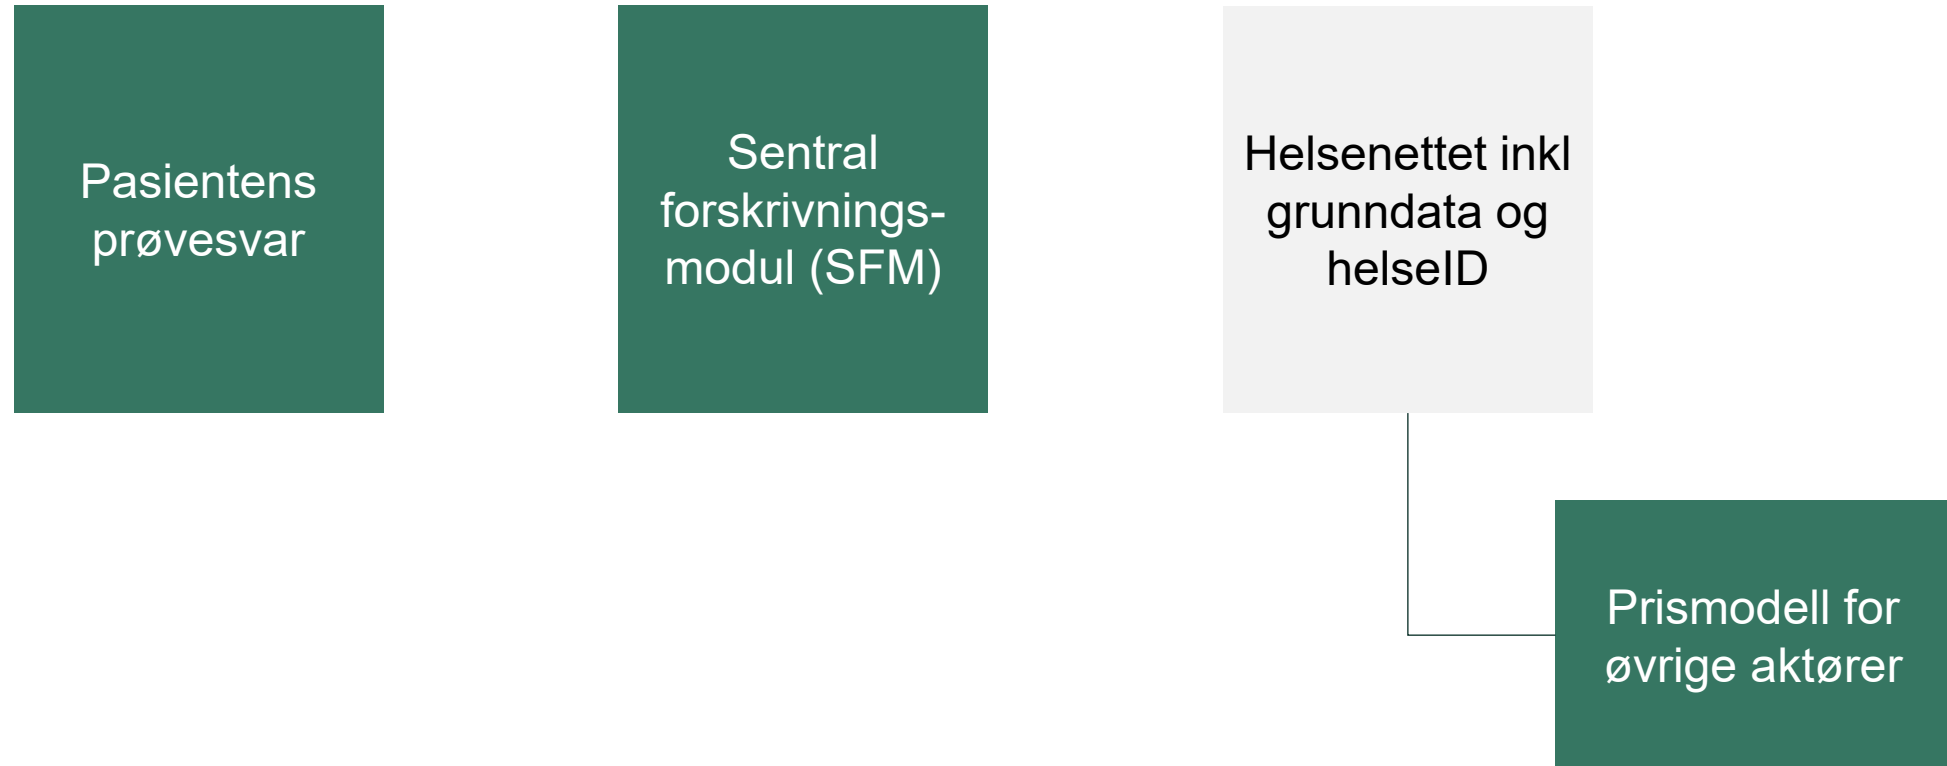 Pasientens
prøvesvar
Sentral
forskrivnings-
modul (SFM)
Helsenettet inkl
grunndata og
helseID
Prismodell for
øvrige aktører